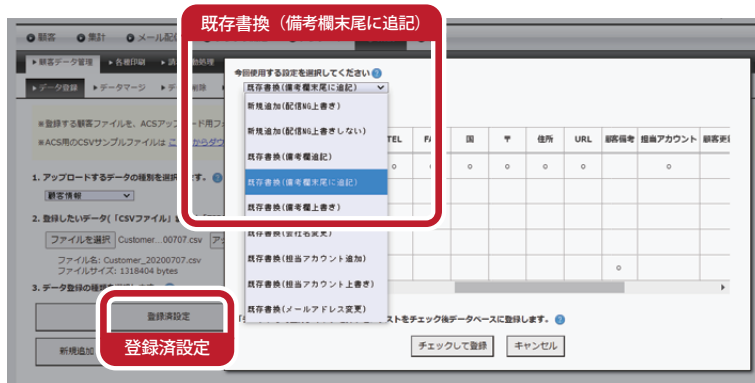 既存書換（備考欄末尾に追記）
顧客
集計
メール配信
顧客データ管理
各種印刷
データ登録
データマージ
※登録する顧客ファイルを、ACSアップロード用フ
※ACS用のCSVサンプルファイルは こちらからダウ
1. アップロードするデータの種別を選択
顧客情報
2. 登録したいデータ(「CSVファイル」
ファイルを選択 Customer...00707.csv
ファイル名: Customer_20200707.csv
ファイルサイズ: 1318404 bytes
3. データ登録の種類
登録済設定
登録済設定
新規追加
今回使用する設定を選択してください
既存書換(備考欄末尾に追記)
新規追加(配信NG上書き)
新規追加(配信NG上書きしない)
既存書換(備考欄追記)
既存書換(備考欄末尾に追記)
既存書換(備考欄上書き)
既存書換(会社名変更)
既存書換(担当アカウント追加)
既存書換(担当アカウント上書き)
既存書換(メールアドレス変更)
TEL FA 国 〒 住所 URL 顧客備考 担当アカウント 顧客更新
ストをチェック後データベースに登録します。
チェックして登録 キャンセル